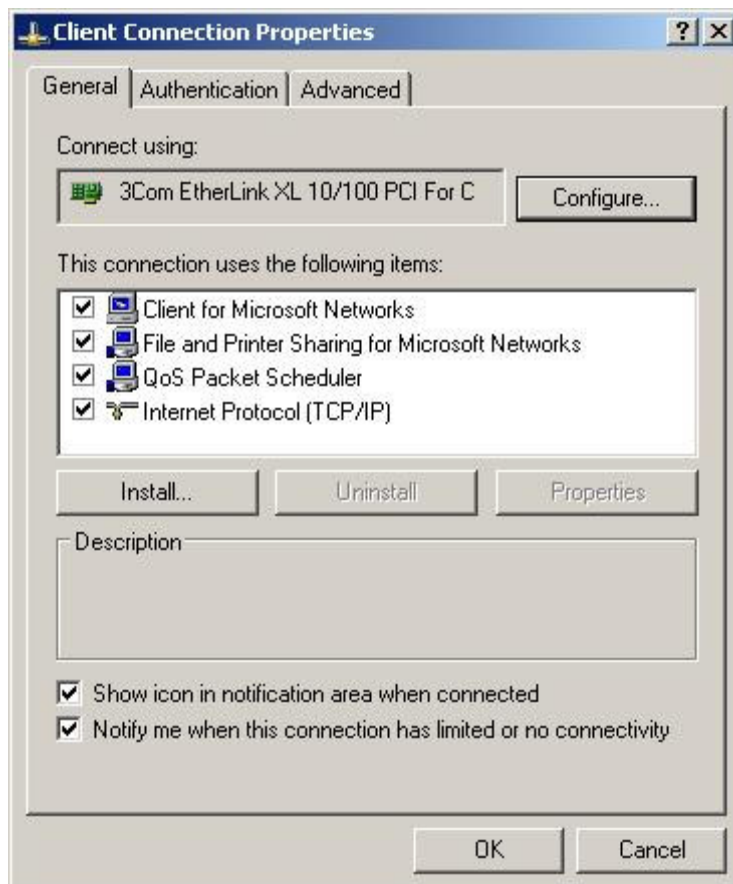 Client Connection Properties
General Authentication Advanced
Connect using:
3Com EtherLink XL 10/100 PCI For C Configure...
This connection uses the following items:
Client for Microsoft Networks
File and Printer Sharing for Microsoft Networks
QoS Packet Scheduler
Internet Protocol (TCP/IP)
Install... Uninstall Properties
Description
Show icon in notification area when connected
Notify me when this connection has limited or no connectivity
OK Cancel